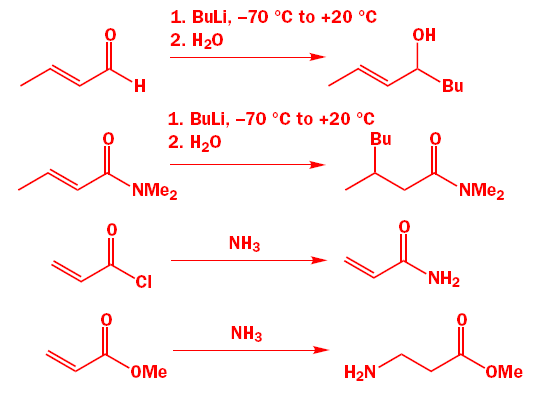 1. BuLi, –70 °C to +20 °C
2. H₂O
O
H
OH
Bu
1. BuLi, –70 °C to +20 °C
2. H₂O
O
NMe₂
Bu
O
NMe₂
O
Cl
NH₃
O
NH₂
O
OMe
NH₃
O
H₂N
OMe